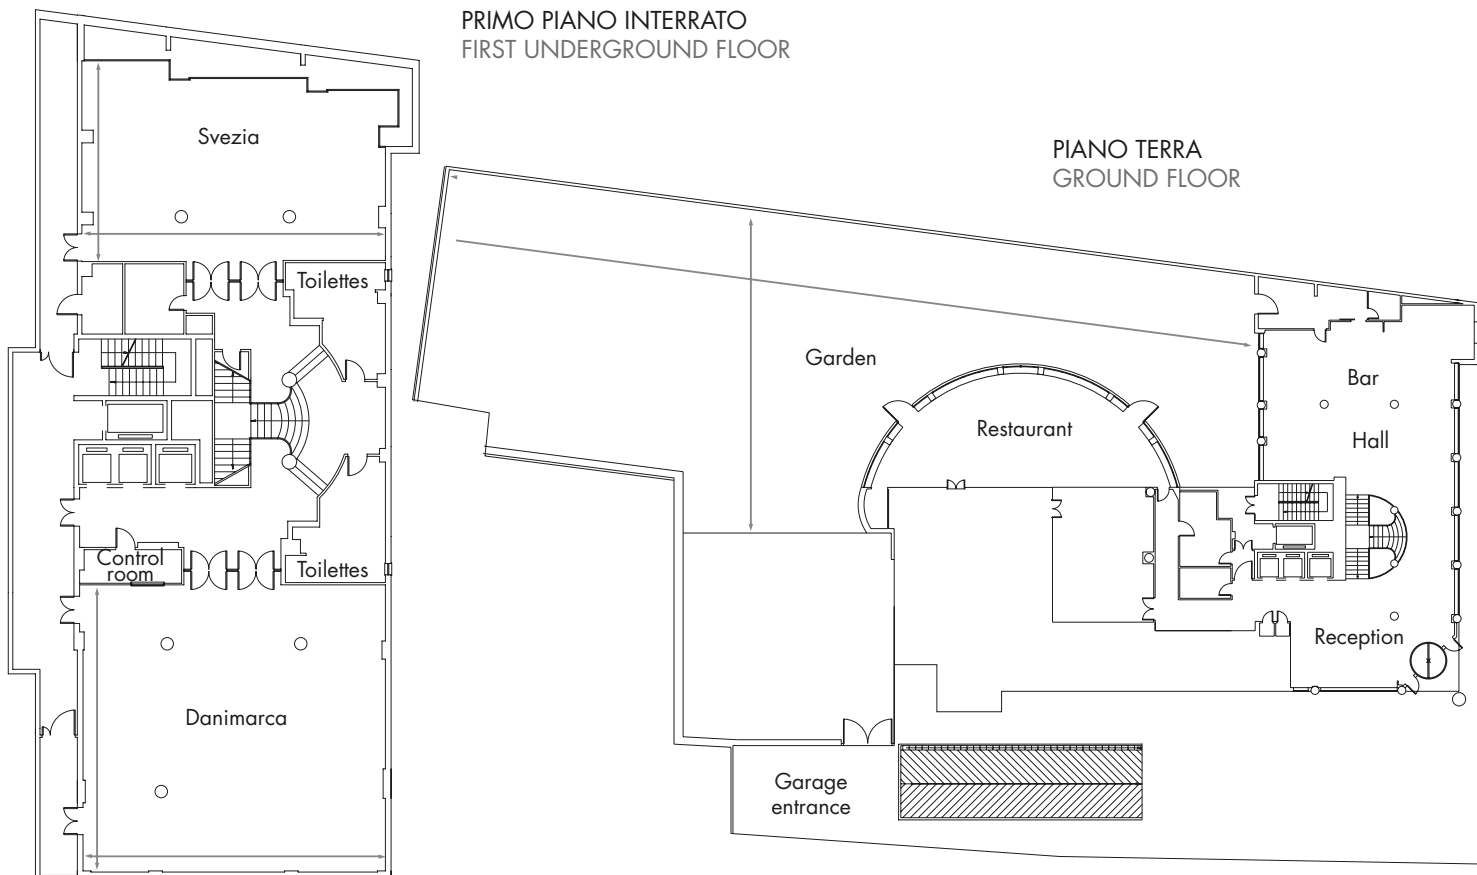 PRIMO PIANO INTERRATO
FIRST UNDERGROUND FLOOR
Svezia
Toilettes
Control
room
Toilettes
Danimarca
PIANO TERRA
GROUND FLOOR
Garden
Restaurant
Bar
Hall
Reception
Garage
entrance